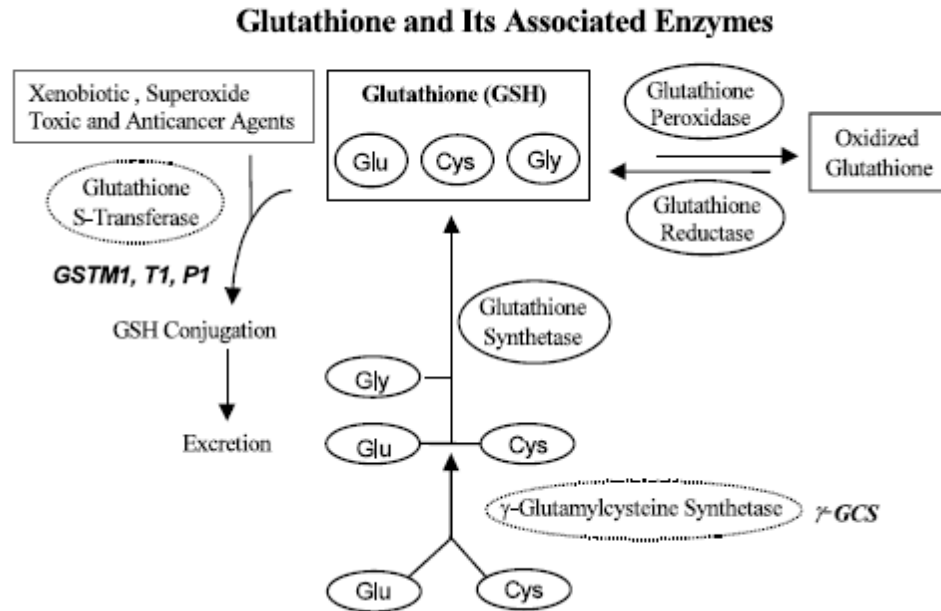 Glutathione and Its Associated Enzymes
Xenobiotic , Superoxide
Toxic and Anticancer Agents
Glutathione (GSH)
Glu
Cys
Gly
Glutathione
Peroxidase
Oxidized
Glutathione
Glutathione
Reductase
Glutathione
S-Transferase
GSTM1, T1, P1
GSH Conjugation
Excretion
Glutathione
Synthetase
Gly
Glu
Cys
γ-Glutamylcysteine Synthetase
γ-GCS
Glu
Cys